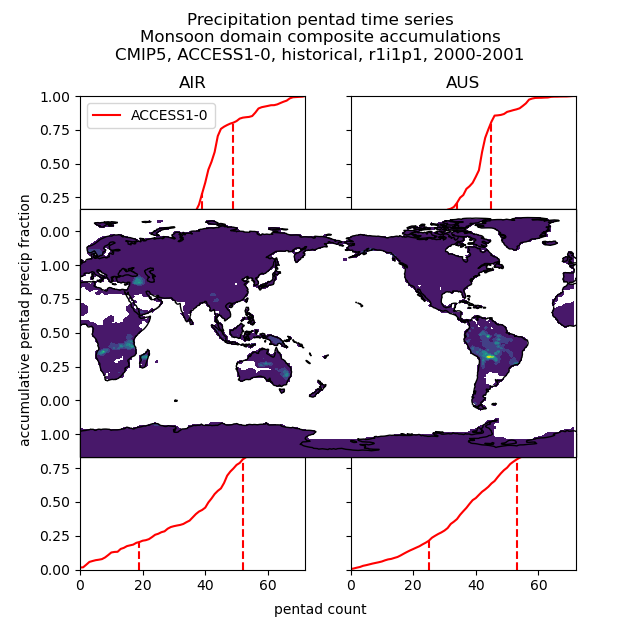 Precipitation pentad time series
Monsoon domain composite accumulations
CMIP5, ACCESS1-0, historical, r1i1p1, 2000-2001
AIR
AUS
ACCESS1-0
1.00
0.75
0.50
0.25
0.00
1.00
0.75
0.50
0.25
0.00
1.00
0.75
0.50
0.25
0.00
accumulative pentad precip fraction
0 20 40 60
0 20 40 60
pentad count